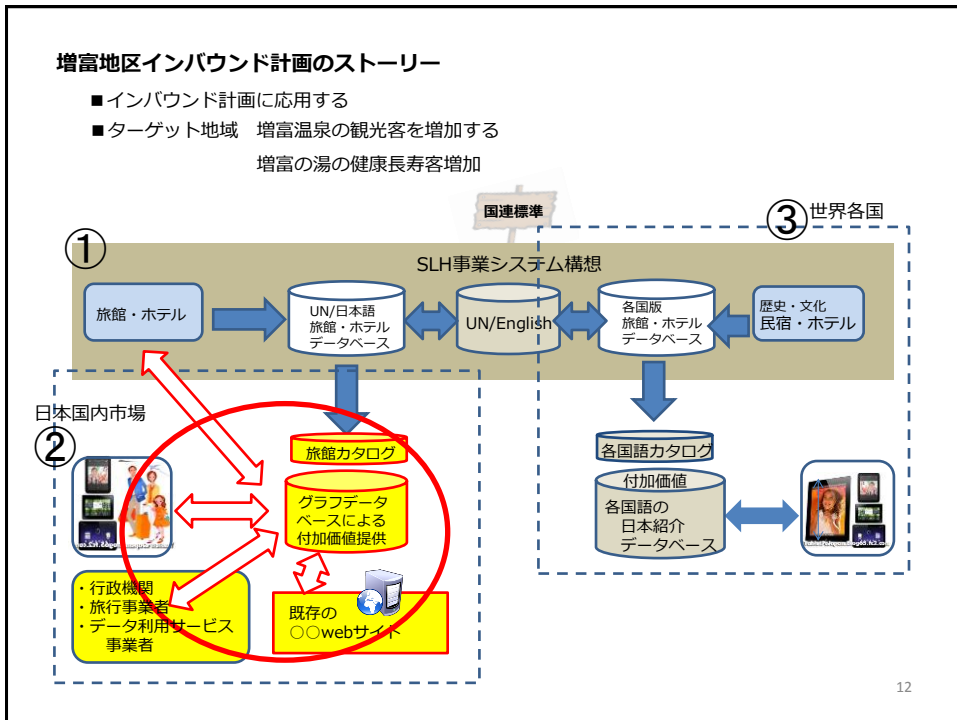 増富地区インバウンド計画のストーリー
■インバウンド計画に応用する
■ターゲット地域 増富温泉の観光客を増加する
増富の湯の健康長寿客増加
国連標準
③
世界各国
①
SLH事業システム構想
旅館・ホテル
UN/日本語
旅館・ホテル
データベース
UN/English
各国版
旅館・ホテル
データベース
歴史・文化
民宿・ホテル
日本国内市場
②
旅館カタログ
グラフデータ
ベースによる
付加価値提供
・行政機関
・旅行事業者
・データ利用サービス
事業者
既存の
○○webサイト
各国語カタログ
付加価値
各国語の
日本紹介
データベース
12